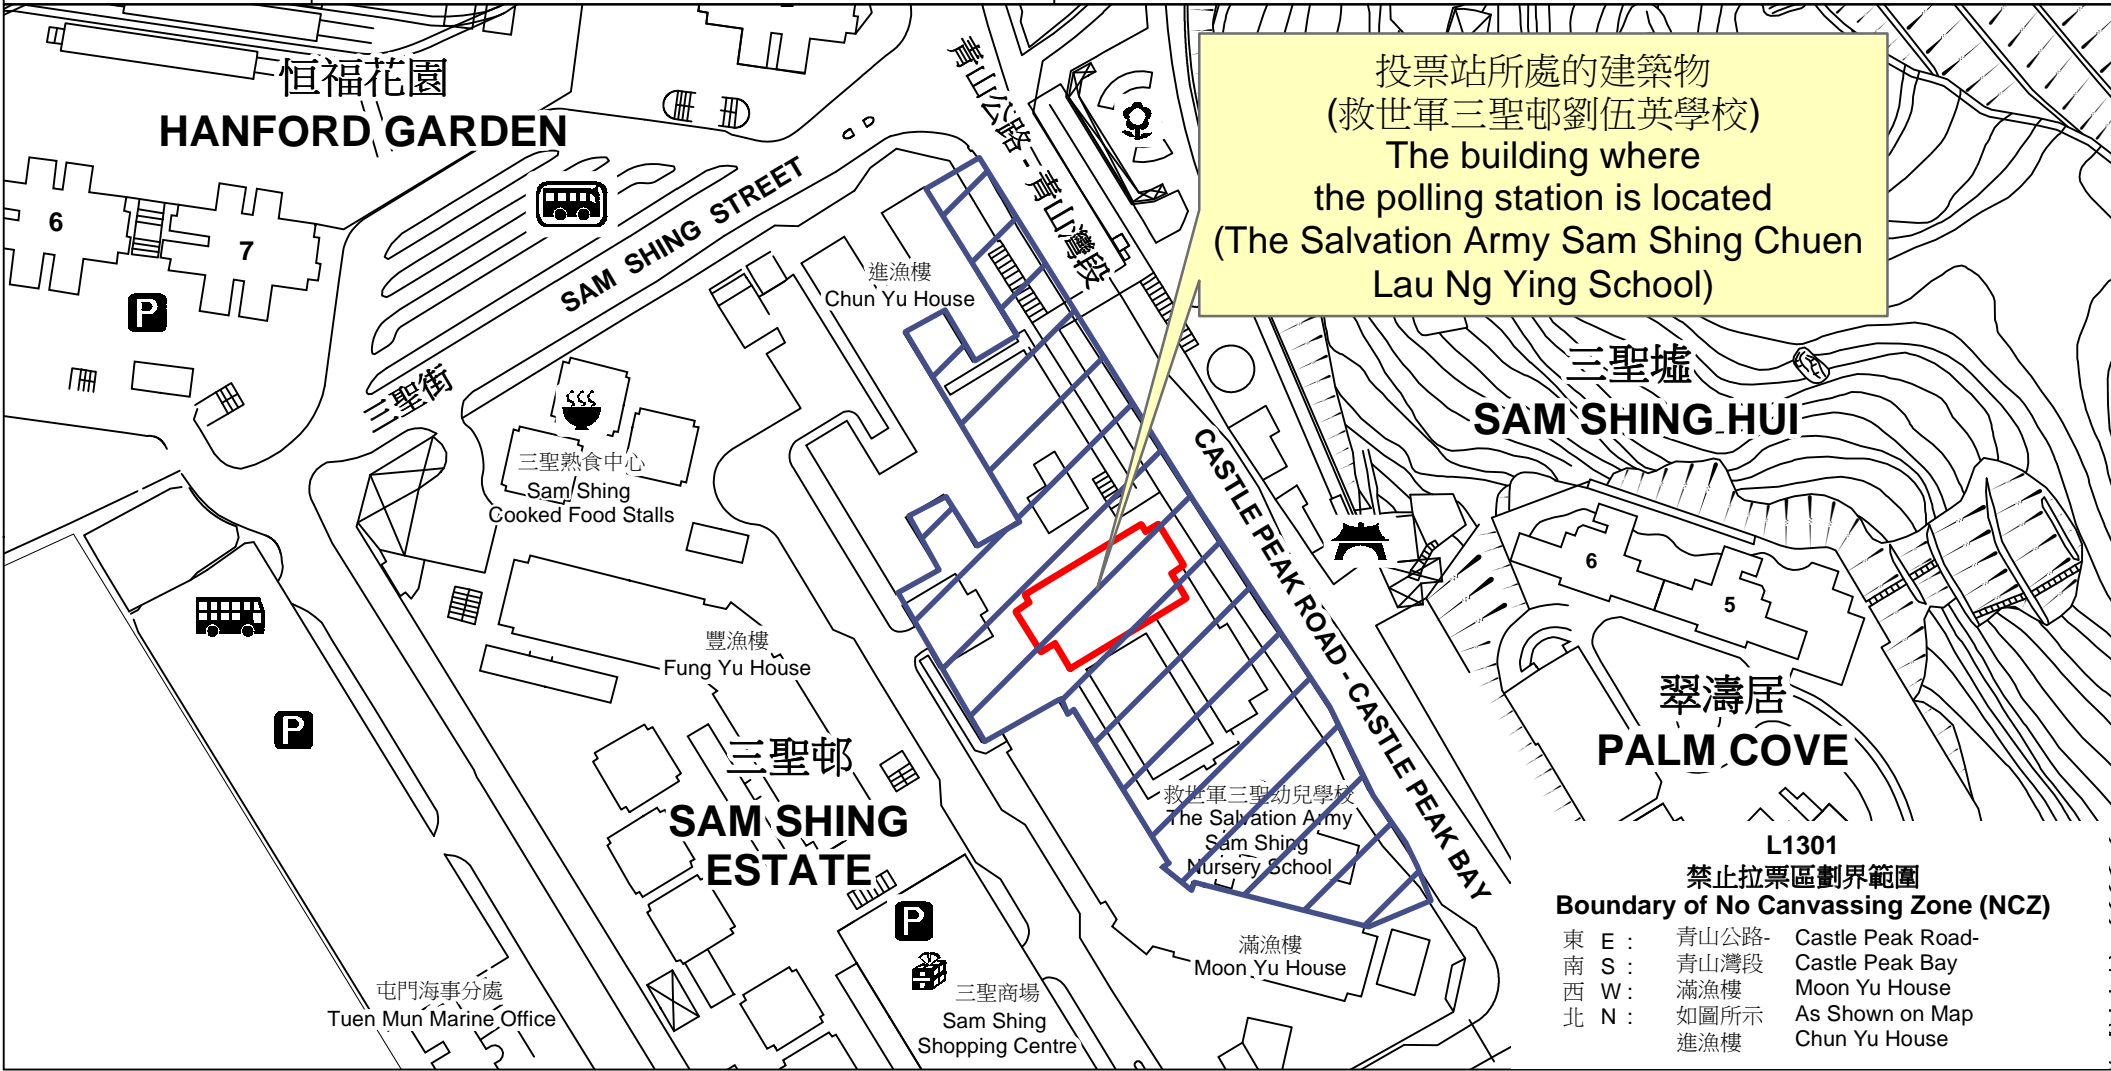 恒福花園
HANFORD GARDEN
6
7
P
SAM SHING STREET
三聖街
青山公路-青山灣段
投票站所處的建築物
(救世軍三聖邨劉伍英學校)
The building where
the polling station is located
(The Salvation Army Sam Shing Chuen
Lau Ng Ying School)
進漁樓
Chun Yu House
三聖熟食中心
Sam Shing
Cooked Food Stalls
三聖墟
SAM SHING HUI
CASTLE PEAK ROAD - CASTLE PEAK BAY
6
5
翠濤居
PALM COVE
豐漁樓
Fung Yu House
P
三聖邨
SAM SHING
ESTATE
救世軍三聖幼兒學校
The Salvation Army
Sam Shing
Nursery School
P
滿漁樓
Moon Yu House
屯門海事分處
Tuen Mun Marine Office
三聖商場
Sam Shing
Shopping Centre
L1301
禁止拉票區劃界範圍
Boundary of No Canvassing Zone (NCZ)
東 E : 青山公路- Castle Peak Road-
南 S : 青山灣段 Castle Peak Bay
西 W : 滿漁樓 Moon Yu House
北 N : 如圖所示 As Shown on Map
進漁樓 Chun Yu House